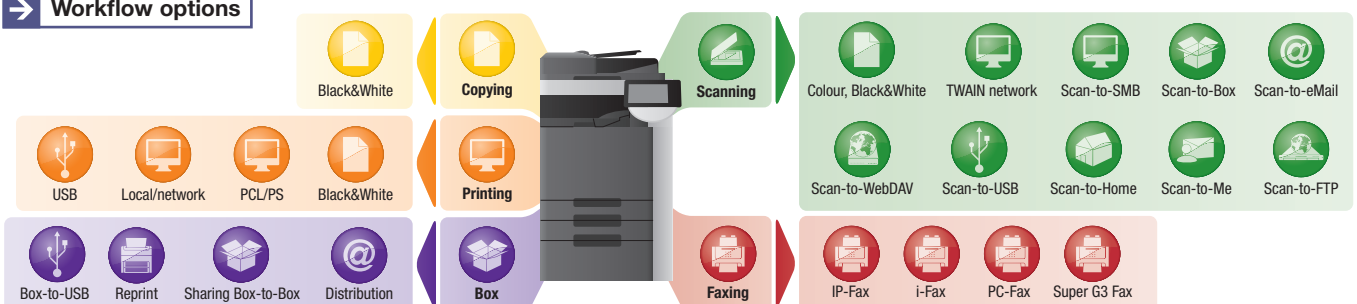 Workflow options
Black&White
Copying
Scanning
Colour, Black&White
TWAIN network
Scan-to-SMB
Scan-to-Box
Scan-to-eMail
USB
Local/network
PCL/PS
Black&White
Printing
Scan-to-WebDAV
Scan-to-USB
Scan-to-Home
Scan-to-Me
Scan-to-FTP
Box-to-USB
Reprint
Sharing Box-to-Box
Distribution
Box
Faxing
IP-Fax
i-Fax
PC-Fax
Super G3 Fax